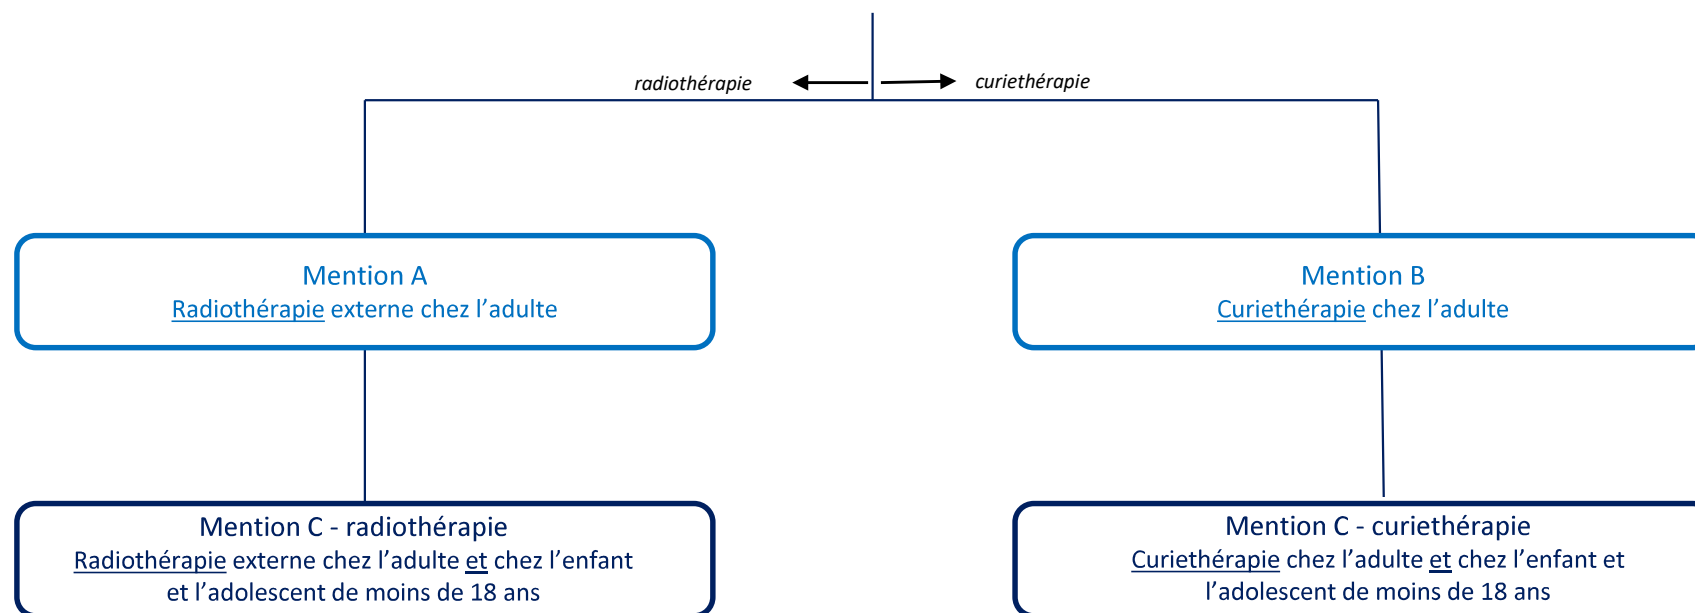 radiothérapie
curiethérapie
Mention A
Radiothérapie externe chez l’adulte
Mention B
Curiethérapie chez l’adulte
Mention C - radiothérapie
Radiothérapie externe chez l’adulte et chez l’enfant
et l’adolescent de moins de 18 ans
Mention C - curiethérapie
Curiethérapie chez l’adulte et chez l’enfant et
l’adolescent de moins de 18 ans